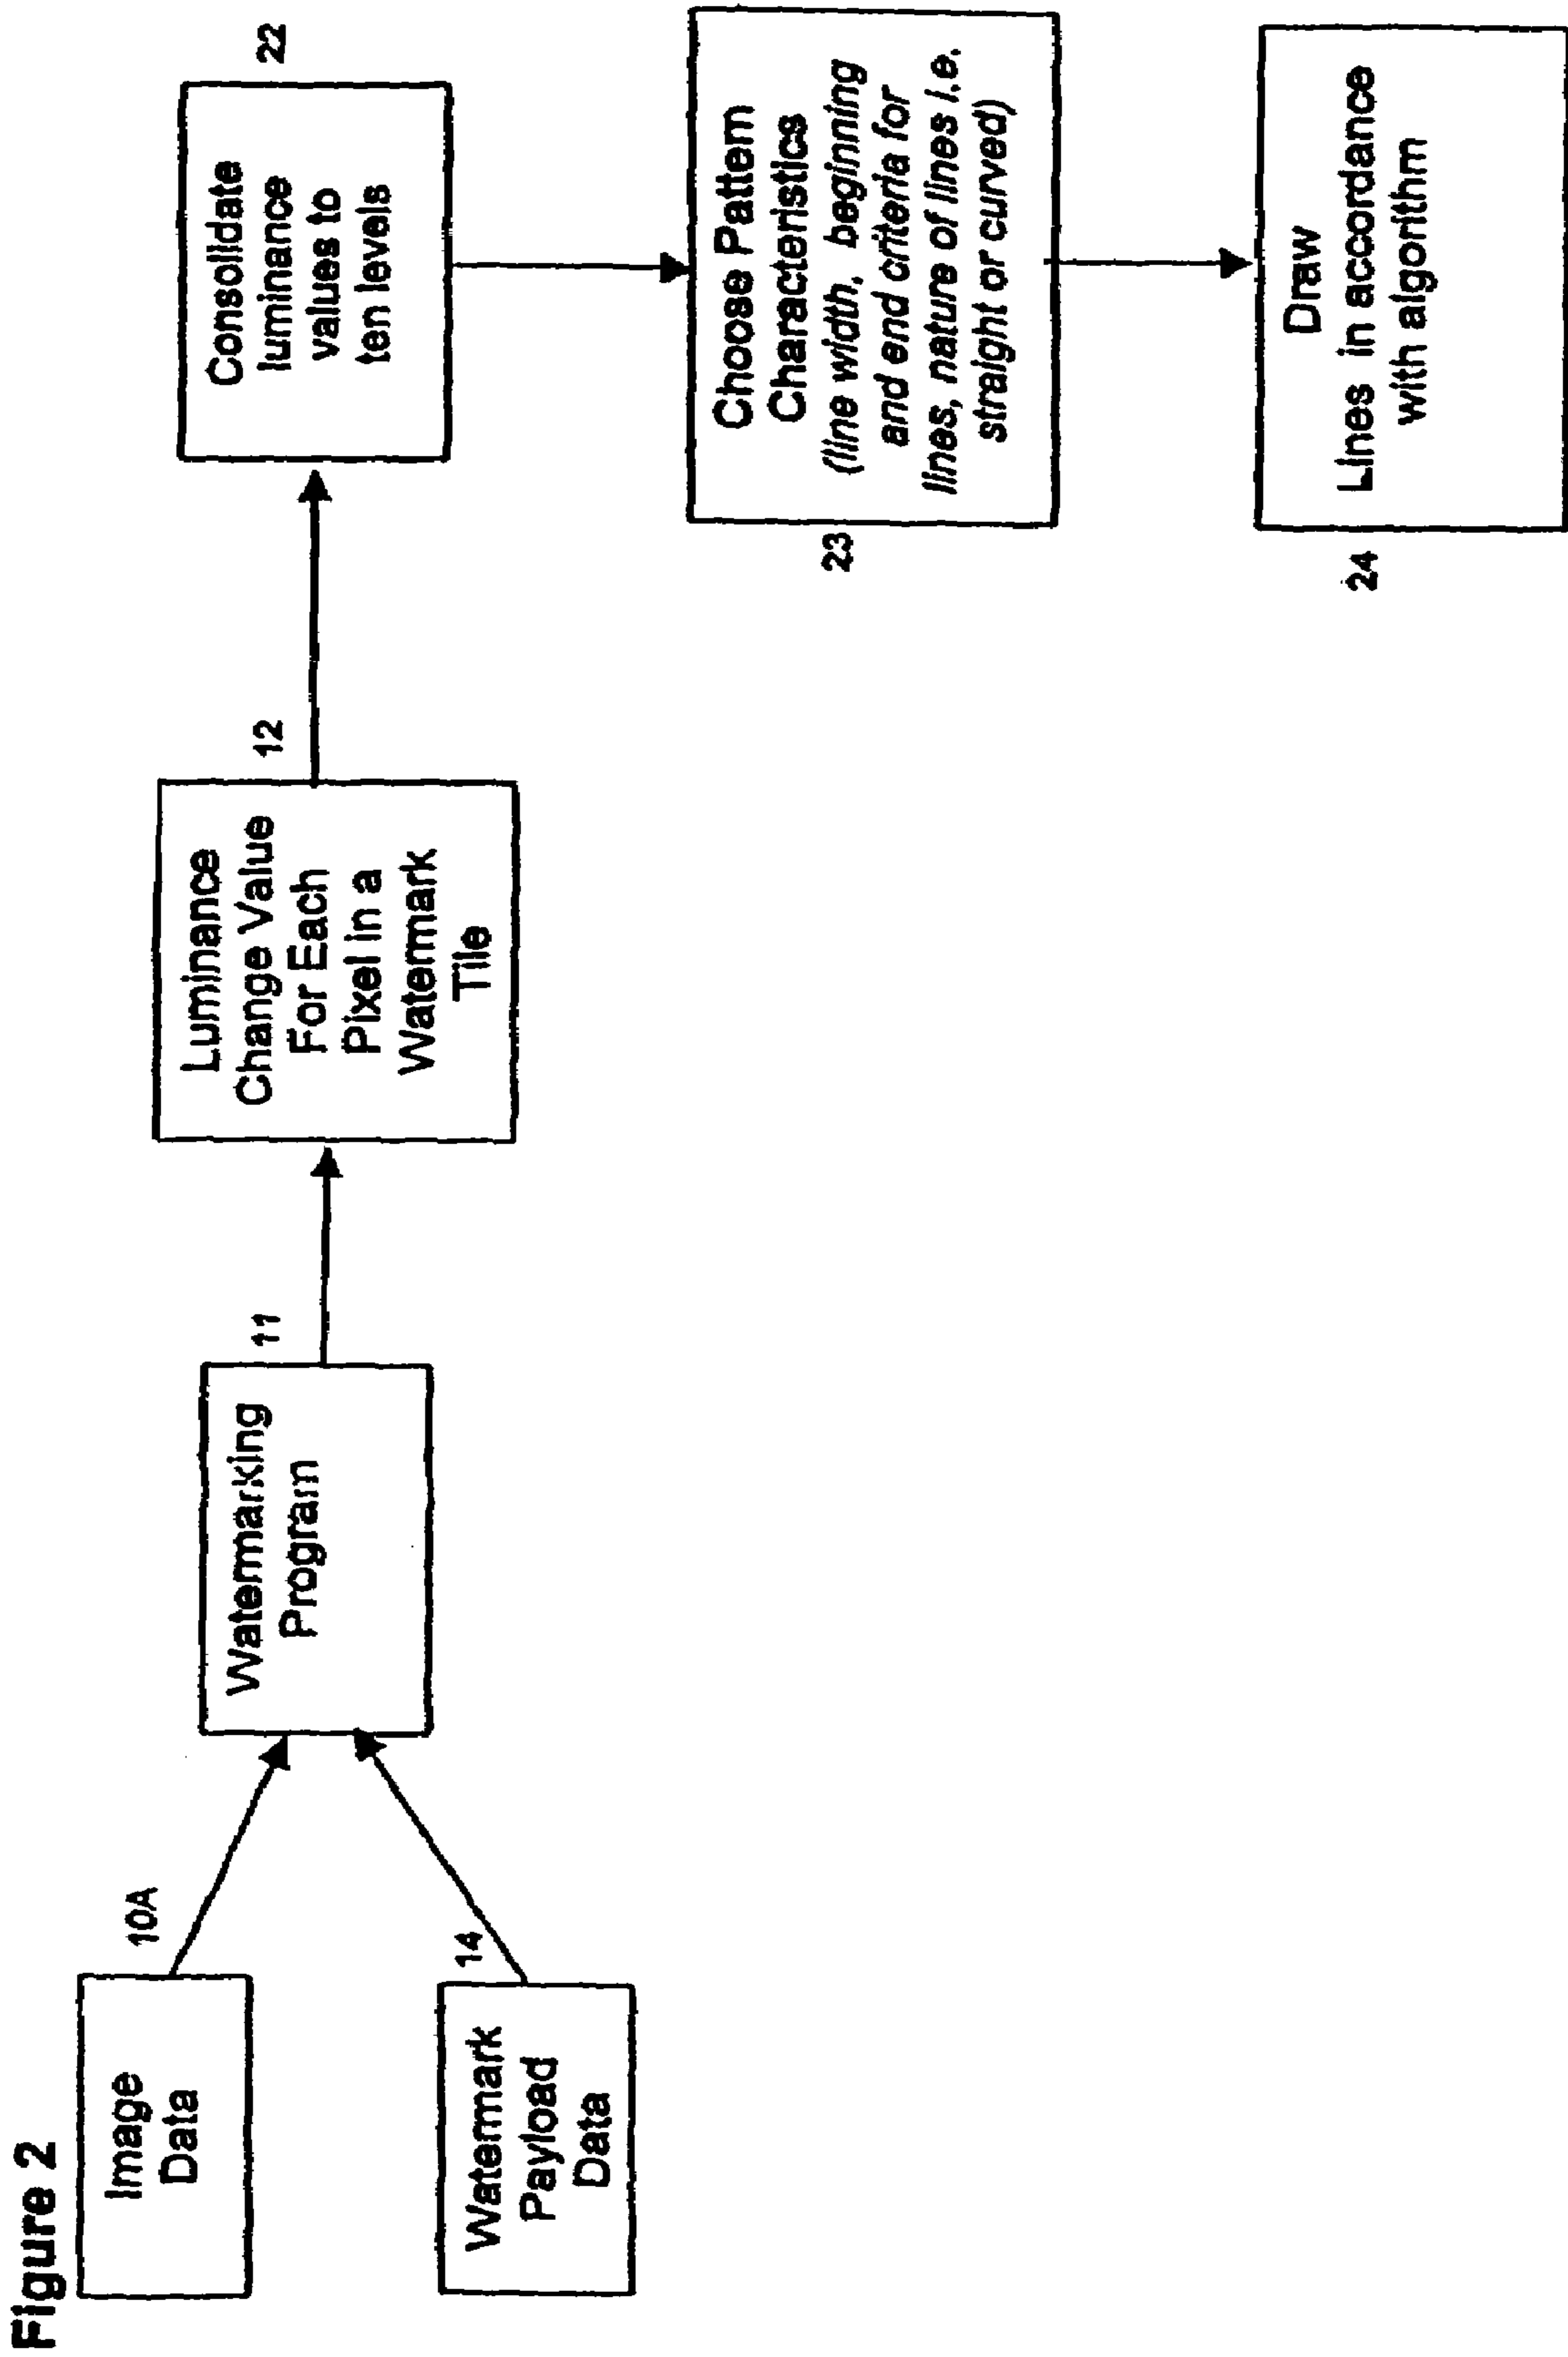 Figure 2
Image
Data
10A
Watermark
Payload
Data
14
Watermarking
Program
11
Luminance
Change Value
For Each
Pixel in a
Watermark
Tile
12
Consolidate
luminance
values to
ten levels
22
Choose Pattern
Characteristics
(line width, beginning
and end criteria for
lines, nature of lines i.e.
straight or curved)
23
Draw
Lines in accordance
with algorithm
24